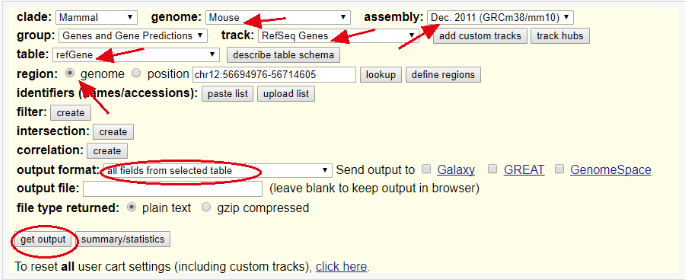 clade: Mammal genome: Mouse assembly: Dec. 2011 (GRCm38/mm10)
group: Genes and Gene Predictions track: RefSeq Genes add custom tracks track hubs
table: refGene describe table schema
region: genome position chr12:56694976-56714605 lookup define regions
identifiers (names/accessions): paste list upload list
filter: create
intersection: create
correlation: create
output format: all fields from selected table Send output to Galaxy GREAT GenomeSpace
output file: (leave blank to keep output in browser)
file type returned: plain text gzip compressed
get output summary/statistics
To reset all user cart settings (including custom tracks), click here.